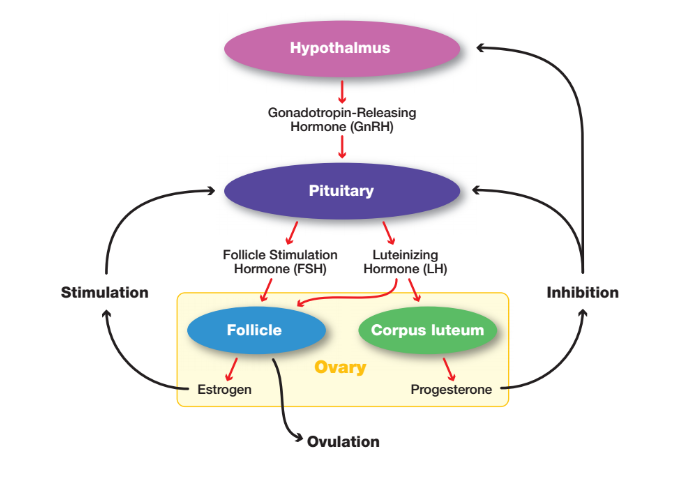 Hypothalmus
Gonadotropin-Releasing
Hormone (GnRH)
Pituitary
Follicle Stimulation
Hormone (FSH)
Luteinizing
Hormone (LH)
Stimulation
Inhibition
Follicle
Corpus luteum
Ovary
Estrogen
Progesterone
Ovulation